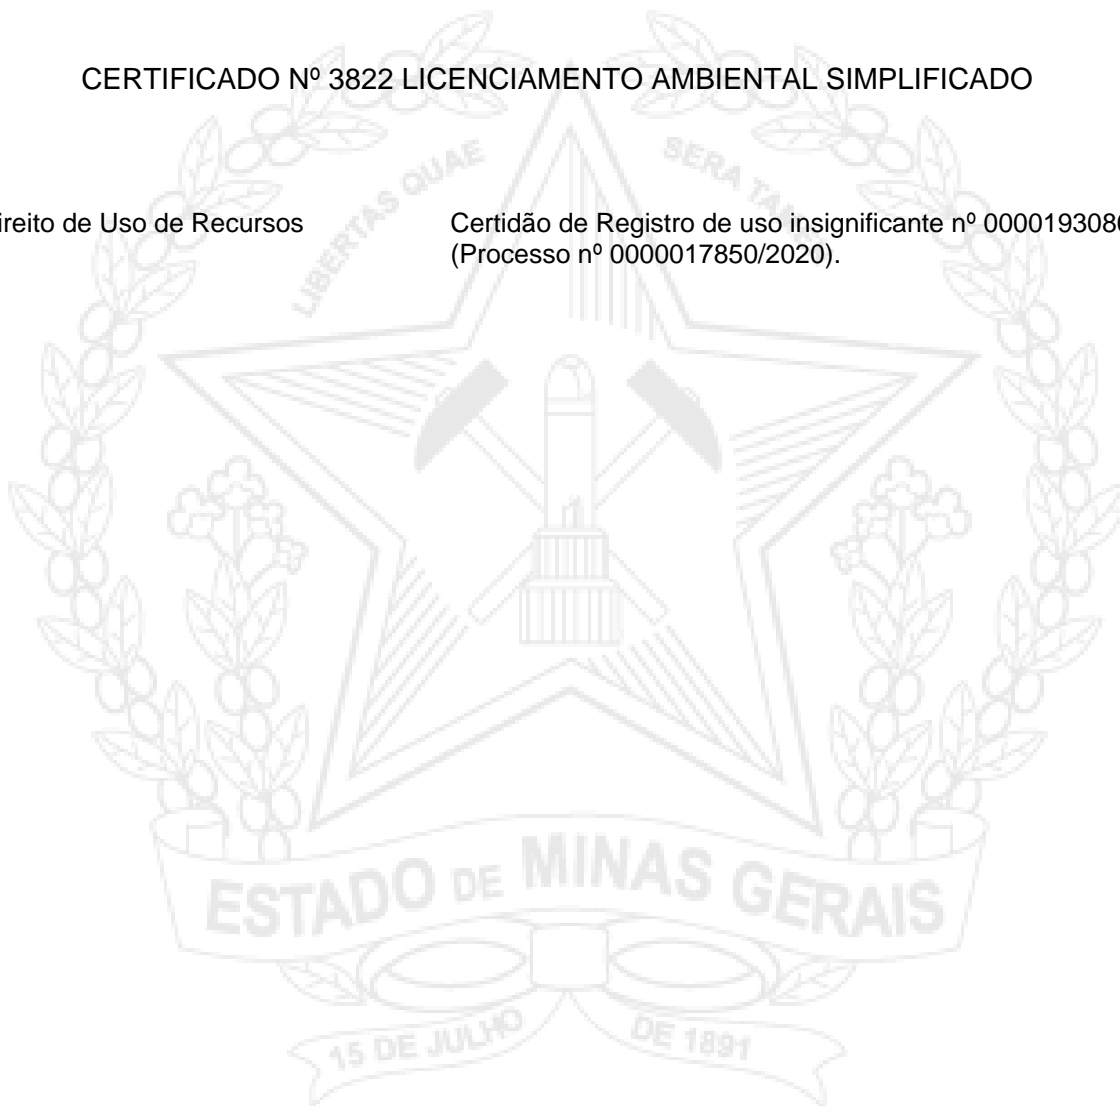 CERTIFICADO Nº 3822 LICENCIAMENTO AMBIENTAL SIMPLIFICADO
LIBERTAS QUAE SERA TAMEN
ireito de Uso de Recursos
Certidão de Registro de uso insignificante nº 000019308
(Processo nº 0000017850/2020).
ESTADO DE MINAS GERAIS
15 DE JULHO DE 1891